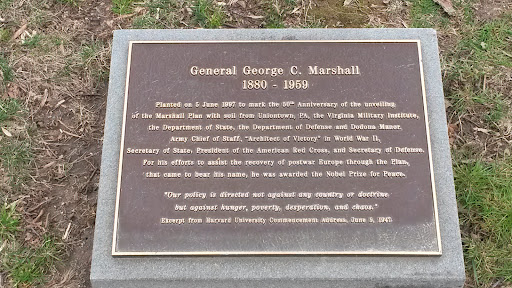 General George C. Marshall
1880 - 1959
Planted on 5 June 1997 to mark the 50th Anniversary of the unveiling
of the Marshall Plan with soil from Uniontown, PA, the Virginia Military Institute,
the Department of State, the Department of Defense and Dodona Manor.
Army Chief of Staff, "Architect of Victory" in World War II,
Secretary of State, President of the American Red Cross, and Secretary of Defense.
For his efforts to assist the recovery of postwar Europe through the Plan,
that came to bear his name, he was awarded the Nobel Prize for Peace.
"Our policy is directed not against any country or doctrine
but against hunger, poverty, desperation, and chaos."
Excerpt from Harvard University Commencement Address, June 5, 1947